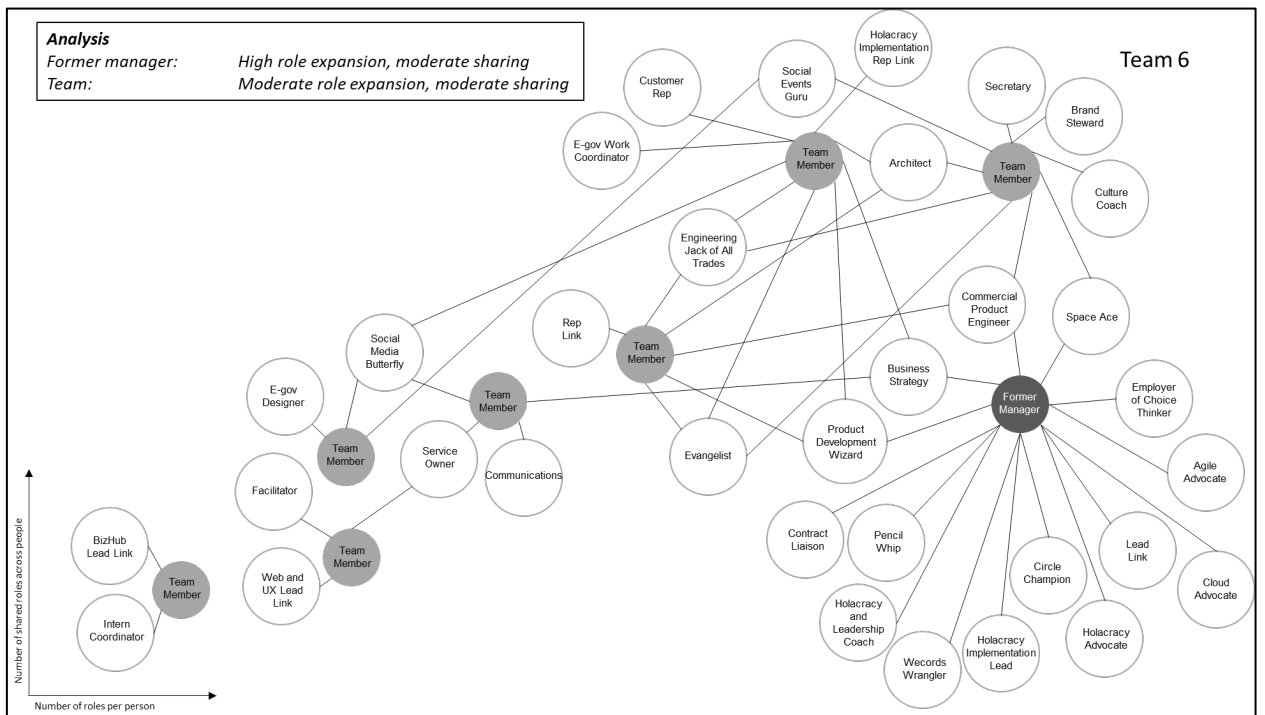 Analysis
Former manager: High role expansion, moderate sharing
Team: Moderate role expansion, moderate sharing
Team 6
Holacracy
Implementation
Rep Link
Social
Events
Guru
Customer
Rep
Secretary
Brand
Steward
E-gov Work
Coordinator
Team
Member
Architect
Team
Member
Culture
Coach
Engineering
Jack of All
Trades
Commercial
Product
Engineer
Space Ace
Rep
Link
Team
Member
Social
Media
Butterfly
Business
Strategy
E-gov
Designer
Team
Member
Former
Manager
Employer
of Choice
Thinker
Team
Member
Service
Owner
Communications
Evangelist
Product
Development
Wizard
Agile
Advocate
Facilitator
BizHub
Lead Link
Team
Member
Contract
Liaison
Pencil
Whip
Circle
Champion
Lead
Link
Cloud
Advocate
Team
Member
Web and
UX Lead
Link
Intern
Coordinator
Holacracy
and
Leadership
Coach
Wecords
Wrangler
Holacracy
Implementation
Lead
Holacracy
Advocate
Number of shared roles across people
Number of roles per person